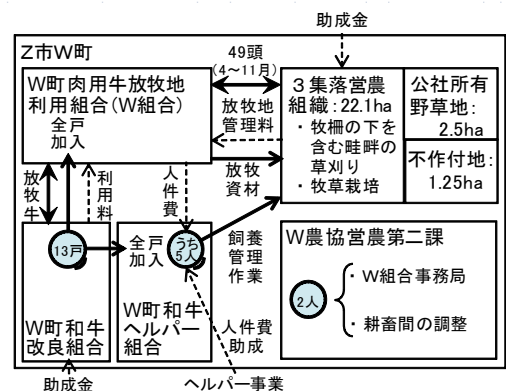 助成金
Z市W町
W町肉用牛放牧地
利用組合(W組合)
全戸
加入
49頭
(4～11月)
放牧地
管理料
放牧
資材
3集落営農
組織:22.1ha
・牧柵の下を
含む畦畔の
草刈り
・牧草栽培
公社所有
野草地:
2.5ha
不作付地:
1.25ha
放牧牛
利用料
人件費
13戸
全戸
加入
うち
5人
飼養
管理
作業
W町和牛
改良組合
W町和牛
ヘルパー
組合
人件費
助成
W農協営農第二課
2人
・W組合事務局
・耕畜間の調整
助成金
ヘルパー事業